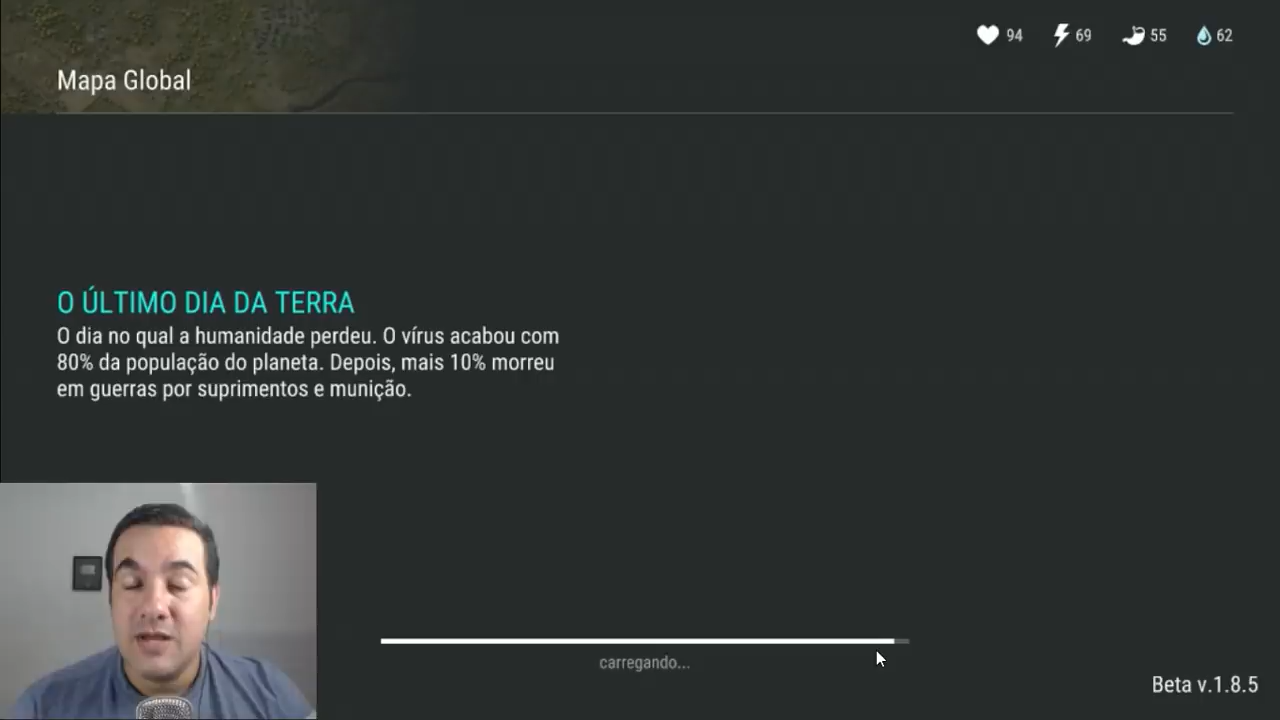 94 69 55 62
Mapa Global
O ÚLTIMO DIA DA TERRA
O dia no qual a humanidade perdeu. O vírus acabou com
80% da população do planeta. Depois, mais 10% morreu
em guerras por suprimentos e munição.
carregando...
Beta v.1.8.5